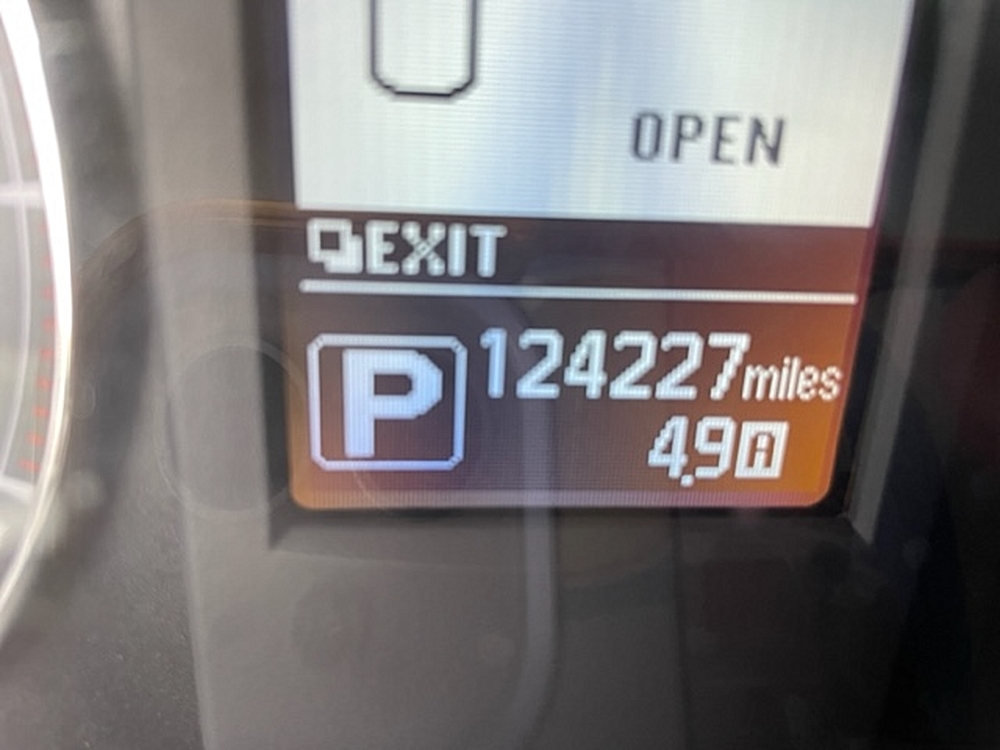 OPEN
EXIT
P
124227miles
4.9A